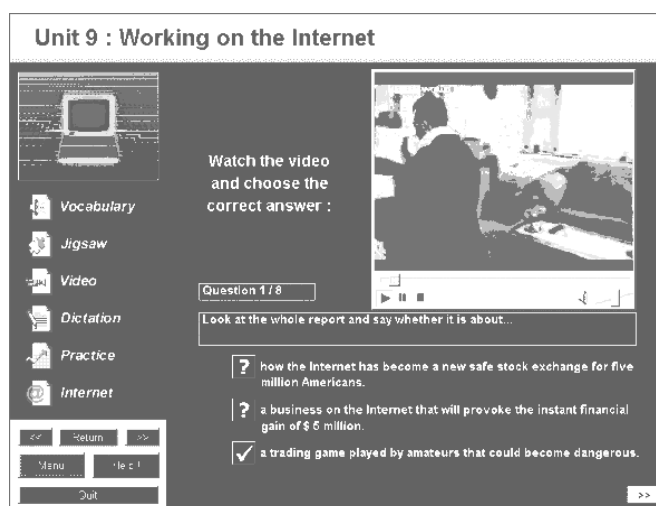 Unit 9 : Working on the Internet
Watch the video
and choose the
correct answer :
Vocabulary
Jigsaw
Video
Dictation
Practice
Internet
Question 1 / 8
Look at the whole report and say whether it is about...
? how the Internet has become a new safe stock exchange for five
million Americans.
? a business on the Internet that will provoke the instant financial
gain of $ 5 million.
a trading game played by amateurs that could become dangerous.
<< Return >>
Menu Help !
Quit
>>